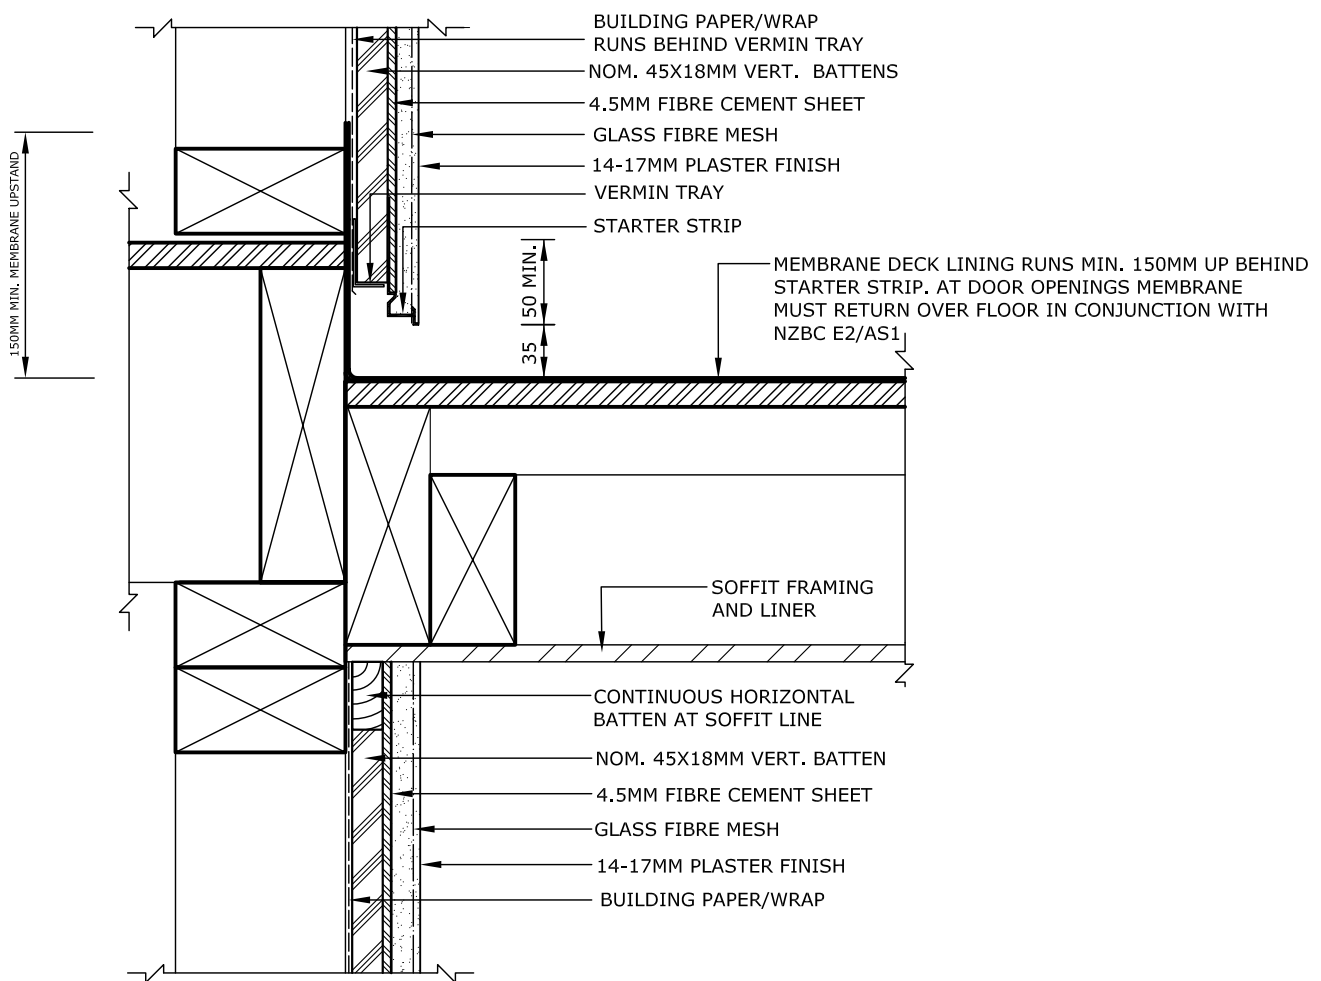 BUILDING PAPER/WRAP
RUNS BEHIND VERMIN TRAY
NOM. 45X18MM VERT. BATTENS
4.5MM FIBRE CEMENT SHEET
GLASS FIBRE MESH
14-17MM PLASTER FINISH
VERMIN TRAY
STARTER STRIP
150MM MIN. MEMBRANE UPSTAND
50 MIN.
35
MEMBRANE DECK LINING RUNS MIN. 150MM UP BEHIND
STARTER STRIP. AT DOOR OPENINGS MEMBRANE
MUST RETURN OVER FLOOR IN CONJUNCTION WITH
NZBC E2/AS1
SOFFIT FRAMING
AND LINER
CONTINUOUS HORIZONTAL
BATTEN AT SOFFIT LINE
NOM. 45X18MM VERT. BATTEN
4.5MM FIBRE CEMENT SHEET
GLASS FIBRE MESH
14-17MM PLASTER FINISH
BUILDING PAPER/WRAP